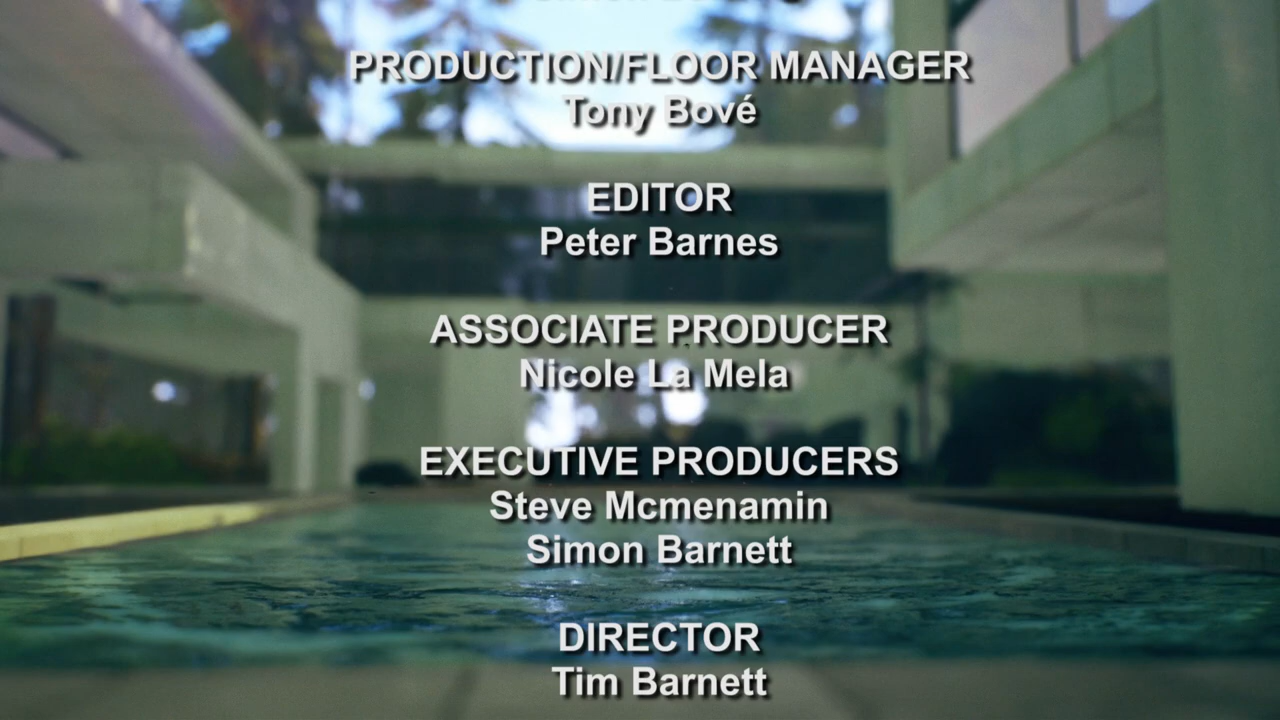 PRODUCTION/FLOOR MANAGER
Tony Bové
EDITOR
Peter Barnes
ASSOCIATE PRODUCER
Nicole La Mela
EXECUTIVE PRODUCERS
Steve Mcmenamin
Simon Barnett
DIRECTOR
Tim Barnett